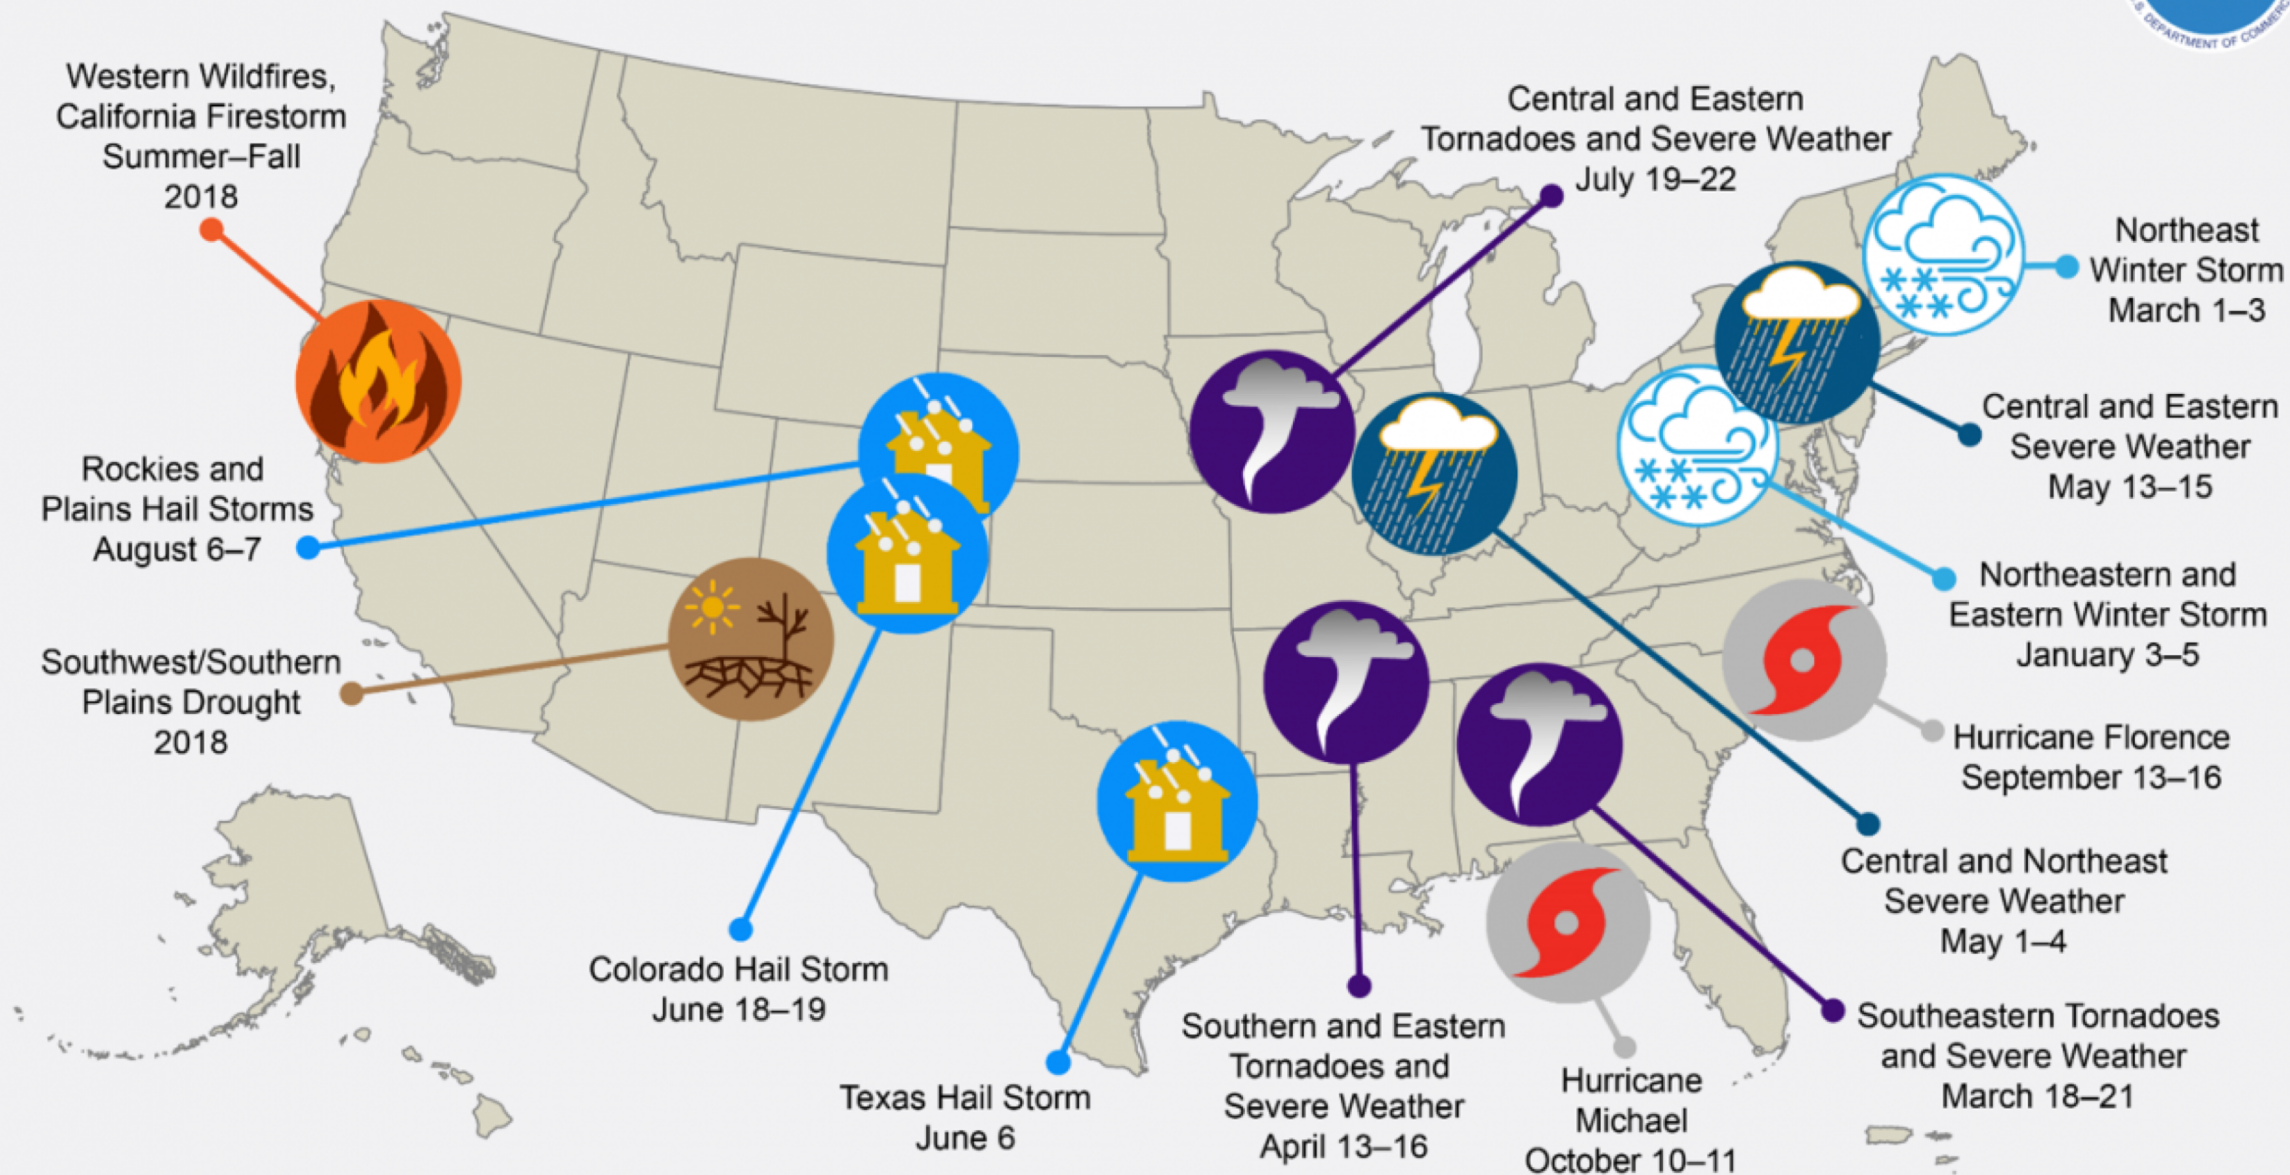 U.S. DEPARTMENT OF COMMERC
Western Wildfires,
California Firestorm
Summer–Fall
2018
Central and Eastern
Tornadoes and Severe Weather
July 19–22
Northeast
Winter Storm
March 1–3
Central and Eastern
Severe Weather
May 13–15
Rockies and
Plains Hail Storms
August 6–7
Northeastern and
Eastern Winter Storm
January 3–5
Southwest/Southern
Plains Drought
2018
Hurricane Florence
September 13–16
Central and Northeast
Severe Weather
May 1–4
Colorado Hail Storm
June 18–19
Texas Hail Storm
June 6
Southern and Eastern
Tornadoes and
Severe Weather
April 13–16
Hurricane
Michael
October 10–11
Southeastern Tornadoes
and Severe Weather
March 18–21